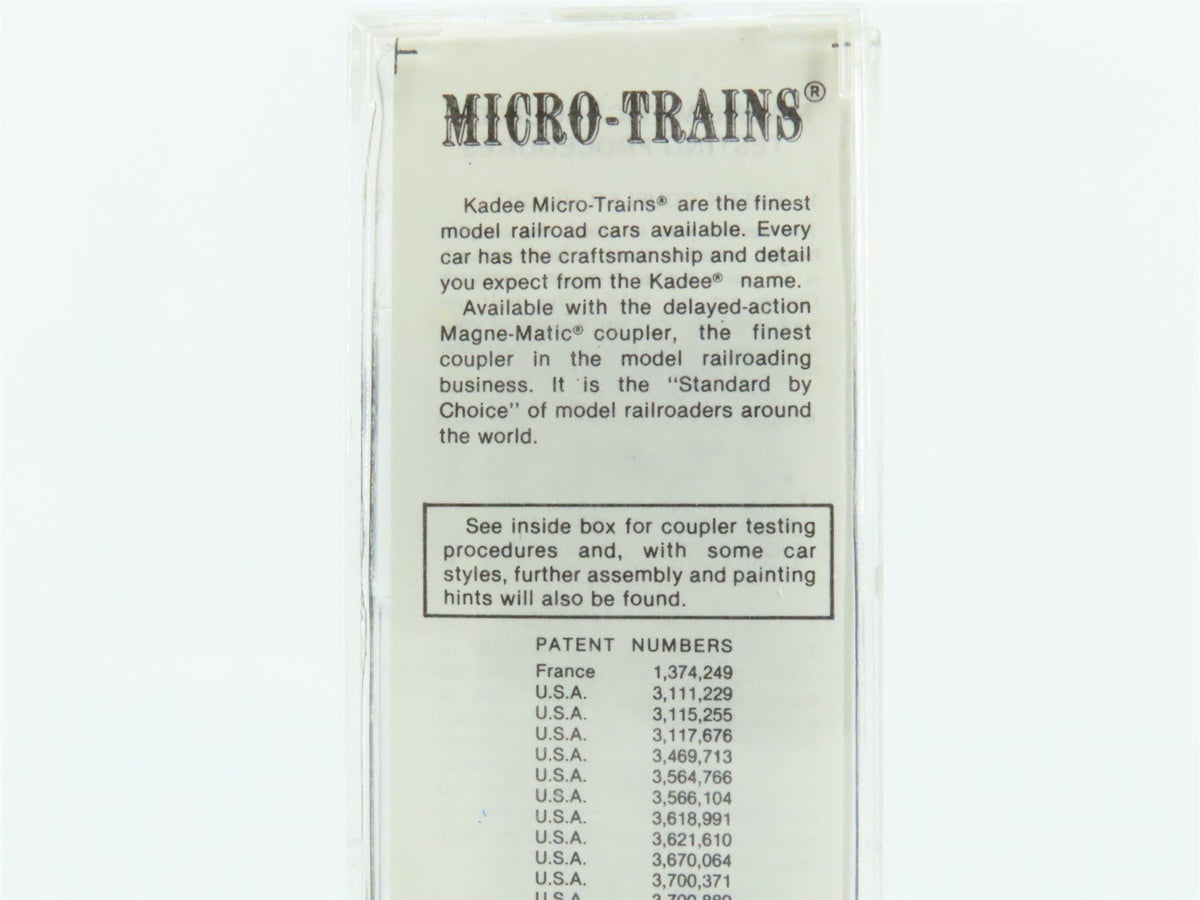 MICRO-TRAINS®
Kadee Micro-Trains® are the finest
model railroad cars available. Every
car has the craftsmanship and detail
you expect from the Kadee® name.
Available with the delayed-action
Magne-Matic® coupler, the finest
coupler in the model railroading
business. It is the "Standard by
Choice" of model railroaders around
the world.
See inside box for coupler testing
procedures and, with some car
styles, further assembly and painting
hints will also be found.
PATENT NUMBERS
France 1,374,249
U.S.A. 3,111,229
U.S.A. 3,115,255
U.S.A. 3,117,676
U.S.A. 3,469,713
U.S.A. 3,564,766
U.S.A. 3,566,104
U.S.A. 3,618,991
U.S.A. 3,621,610
U.S.A. 3,670,064
U.S.A. 3,700,371
U.S.A.